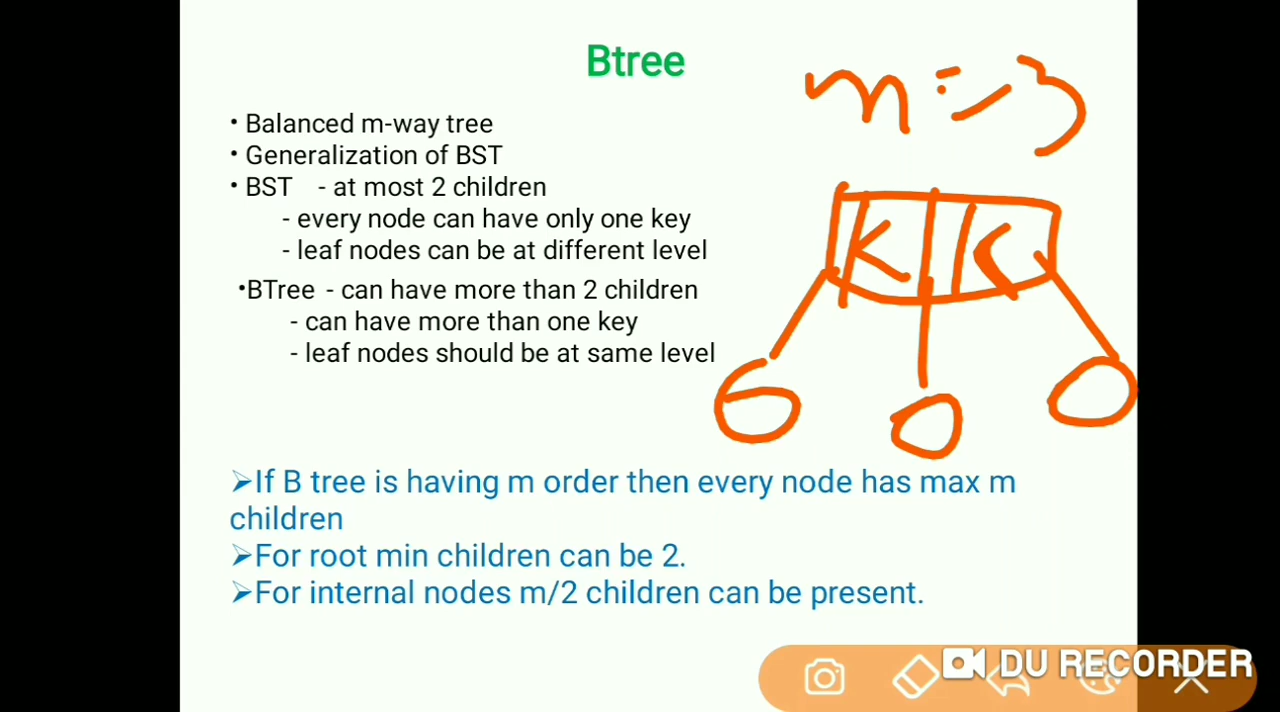 Btree
m = 3
• Balanced m-way tree
• Generalization of BST
• BST - at most 2 children
- every node can have only one key
- leaf nodes can be at different level
•BTree - can have more than 2 children
- can have more than one key
- leaf nodes should be at same level
K K
➢If B tree is having m order then every node has max m
children
➢For root min children can be 2.
➢For internal nodes m/2 children can be present.
DU RECORDER